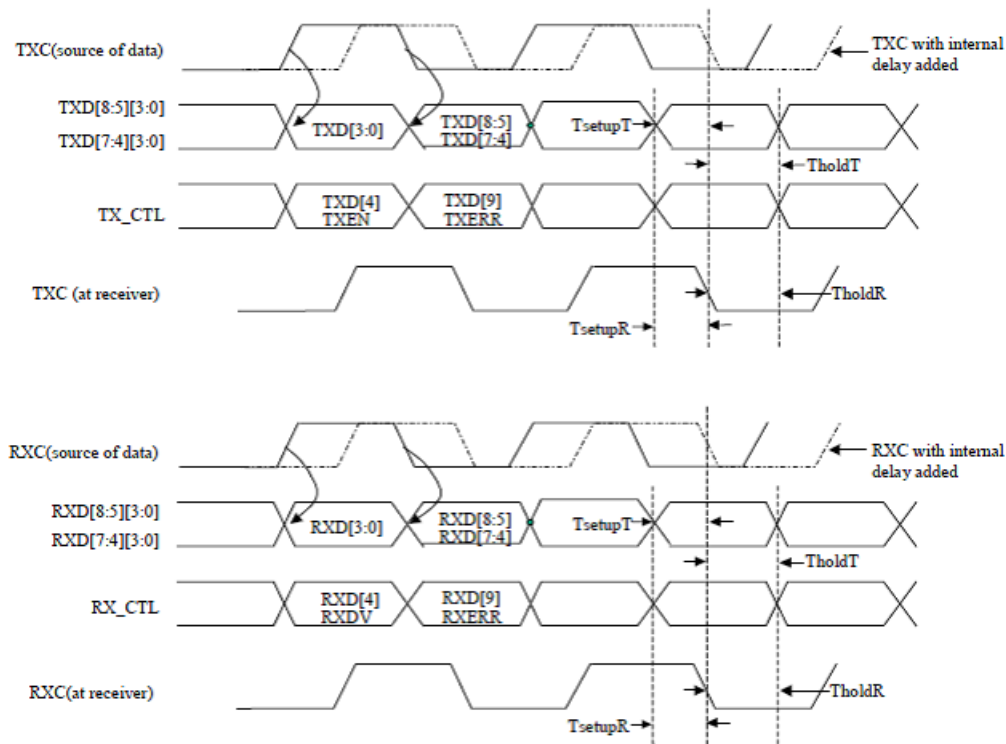 TXC(source of data)
TXC with internal
delay added
TXD[8:5][3:0]
TXD[7:4][3:0]
TXD[3:0]
TXD[8:5]
TXD[7:4]
TsetupT
TholdT
TX_CTL
TXD[4]
TXEN
TXD[9]
TXERR
TXC (at receiver)
TholdR
TsetupR
RXC(source of data)
RXC with internal
delay added
RXD[8:5][3:0]
RXD[7:4][3:0]
RXD[3:0]
RXD[8:5]
RXD[7:4]
TsetupT
TholdT
RX_CTL
RXD[4]
RXDV
RXD[9]
RXERR
RXC(at receiver)
TholdR
TsetupR